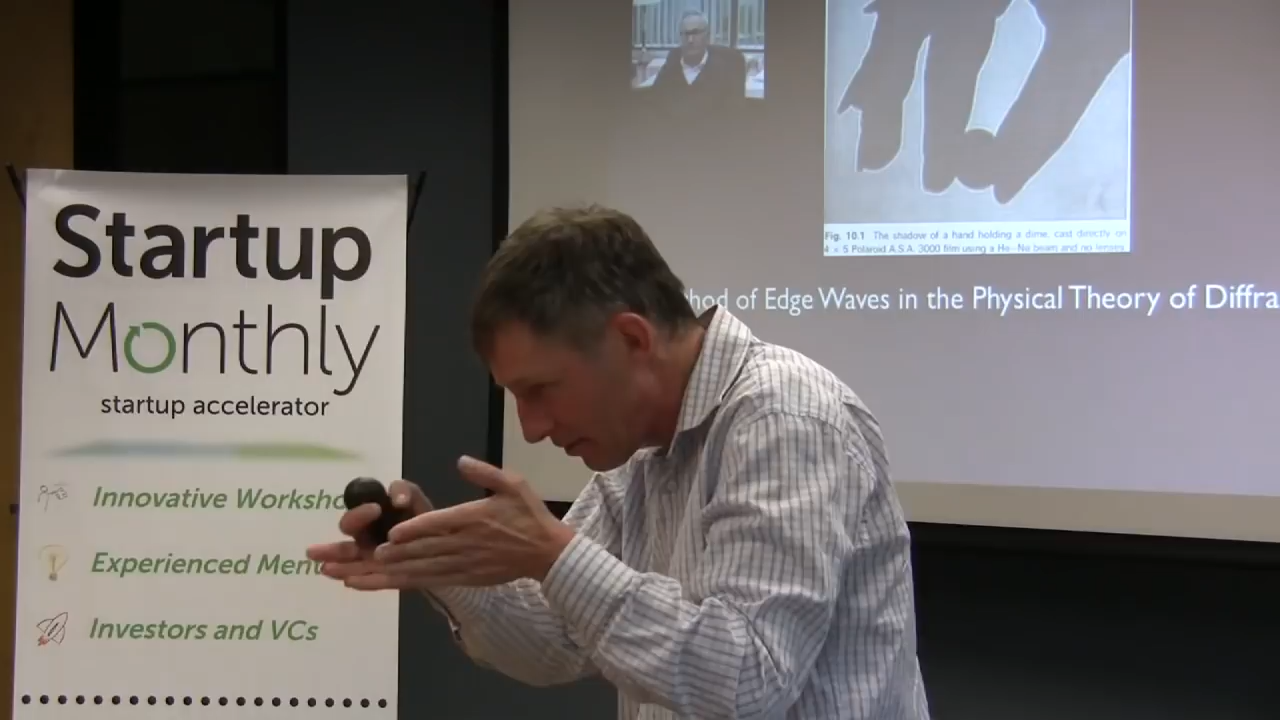 Startup
Monthly
startup accelerator
Innovative Worksho
Experienced Ment
Investors and VCs
Fig. 10.1 The shadow of a hand holding a dime, cast directly on
4 × 5 Polaroid A.S.A. 3000 film using a He–Ne beam and no lenses
hod of Edge Waves in the Physical Theory of Diffra